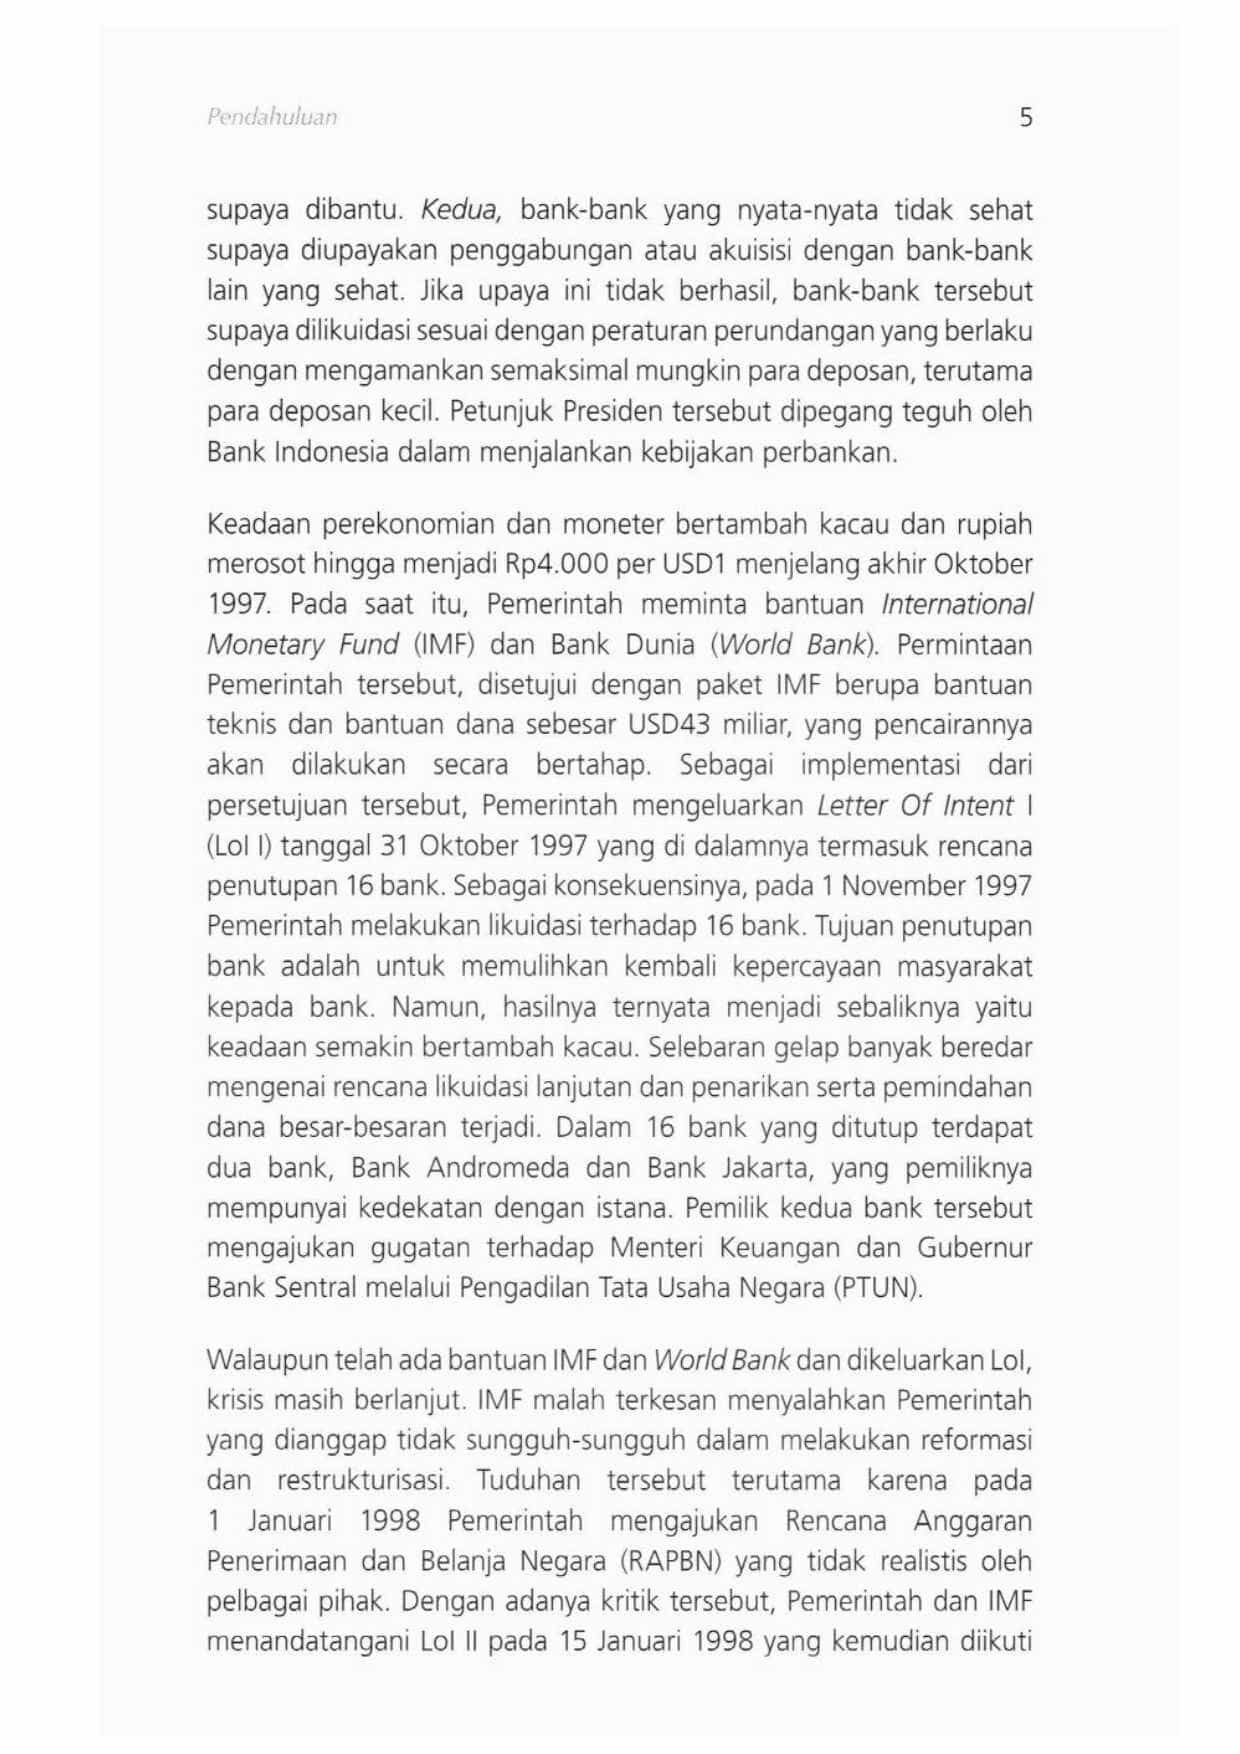 Pendahuluan 5
supaya dibantu. Kedua, bank-bank yang nyata-nyata tidak sehat
supaya diupayakan penggabungan atau akuisisi dengan bank-bank
lain yang sehat. Jika upaya ini tidak berhasil, bank-bank tersebut
supaya dilikuidasi sesuai dengan peraturan perundangan yang berlaku
dengan mengamankan semaksimal mungkin para deposan, terutama
para deposan kecil. Petunjuk Presiden tersebut dipegang teguh oleh
Bank Indonesia dalam menjalankan kebijakan perbankan.
Keadaan perekonomian dan moneter bertambah kacau dan rupiah
merosot hingga menjadi Rp4.000 per USD1 menjelang akhir Oktober
1997. Pada saat itu, Pemerintah meminta bantuan International
Monetary Fund (IMF) dan Bank Dunia (World Bank). Permintaan
Pemerintah tersebut, disetujui dengan paket IMF berupa bantuan
teknis dan bantuan dana sebesar USD43 miliar, yang pencairannya
akan dilakukan secara bertahap. Sebagai implementasi dari
persetujuan tersebut, Pemerintah mengeluarkan Letter Of Intent I
(LoI I) tanggal 31 Oktober 1997 yang di dalamnya termasuk rencana
penutupan 16 bank. Sebagai konsekuensinya, pada 1 November 1997
Pemerintah melakukan likuidasi terhadap 16 bank. Tujuan penutupan
bank adalah untuk memulihkan kembali kepercayaan masyarakat
kepada bank. Namun, hasilnya ternyata menjadi sebaliknya yaitu
keadaan semakin bertambah kacau. Selebaran gelap banyak beredar
mengenai rencana likuidasi lanjutan dan penarikan serta pemindahan
dana besar-besaran terjadi. Dalam 16 bank yang ditutup terdapat
dua bank, Bank Andromeda dan Bank Jakarta, yang pemiliknya
mempunyai kedekatan dengan istana. Pemilik kedua bank tersebut
mengajukan gugatan terhadap Menteri Keuangan dan Gubernur
Bank Sentral melalui Pengadilan Tata Usaha Negara (PTUN).
Walaupun telah ada bantuan IMF dan World Bank dan dikeluarkan LoI,
krisis masih berlanjut. IMF malah terkesan menyalahkan Pemerintah
yang dianggap tidak sungguh-sungguh dalam melakukan reformasi
dan restrukturisasi. Tuduhan tersebut terutama karena pada
1 Januari 1998 Pemerintah mengajukan Rencana Anggaran
Penerimaan dan Belanja Negara (RAPBN) yang tidak realistis oleh
pelbagai pihak. Dengan adanya kritik tersebut, Pemerintah dan IMF
menandatangani LoI II pada 15 Januari 1998 yang kemudian diikuti